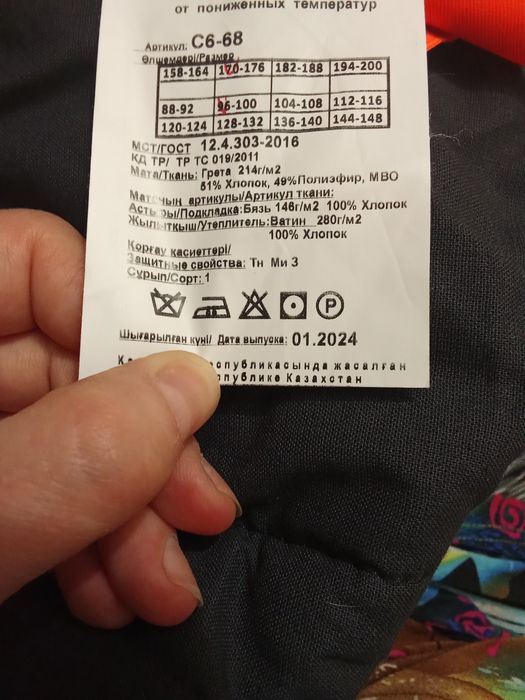 от пониженных температур
Артикул: С6-68
Өлшемдері/Размер
158-164 170-176 182-188 194-200
88-92 96-100 104-108 112-116
120-124 128-132 136-140 144-148
МСТ/ГОСТ 12.4.303-2016
КД ТР/ ТР ТС 019/2011
Мата/Ткань: Грета 214г/м2
51% Хлопок, 49%Полиэфир, МВО
Матаның артикулы/Артикул ткани:
Астары/Подкладка:Бязь 146г/м2 100% Хлопок
Жылытқыш/Утеплитель:Ватин 280г/м2
100% Хлопок
Қорғау қасиеттері/
Защитные свойства: Тн Ми З
Сұрып/Сорт: 1
P
Шығарылған күні/ Дата выпуска: 01.2024
жасалған
Казахстан